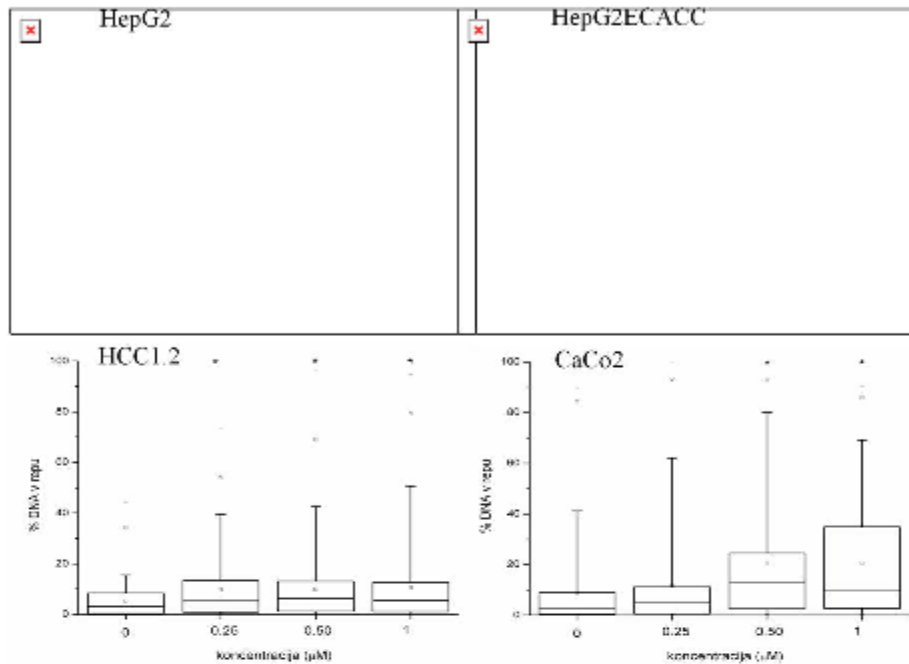 HepG2
HepG2ECACC
HCC1.2
CaCo2
100
80
60
40
20
0
% DNA v repu
0
0.25
0.50
1
koncentracija (µM)
100
80
60
40
20
0
% DNA v repu
0
0.25
0.50
1
koncentracija (µM)